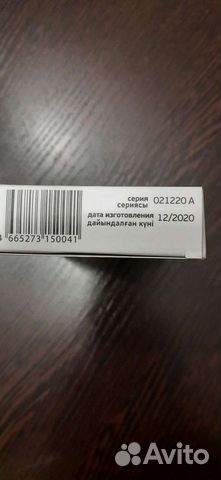 серия 021220 А
сериясы
дата изготовления 12/2020
дайындалған күні
665273 150041
Avito